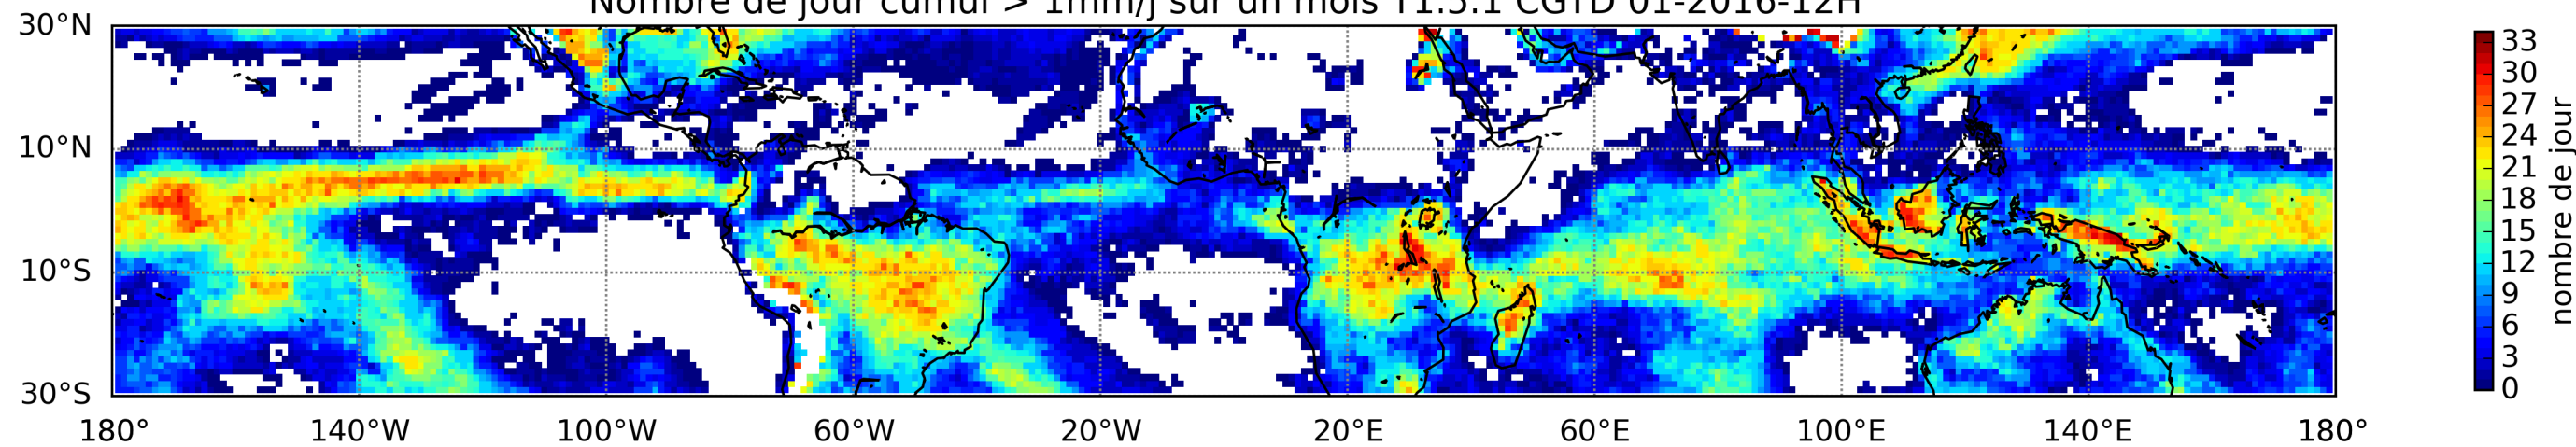 Nombre de jour cumul > 1mm/j sur un mois T1.5.1 CGTD 01-2016-12H
30°N
10°N
10°S
30°S
180° 140°W 100°W 60°W 20°W 20°E 60°E 100°E 140°E 180°
33
30
27
24
21
18
15
12
9
6
3
0
nombre de jour